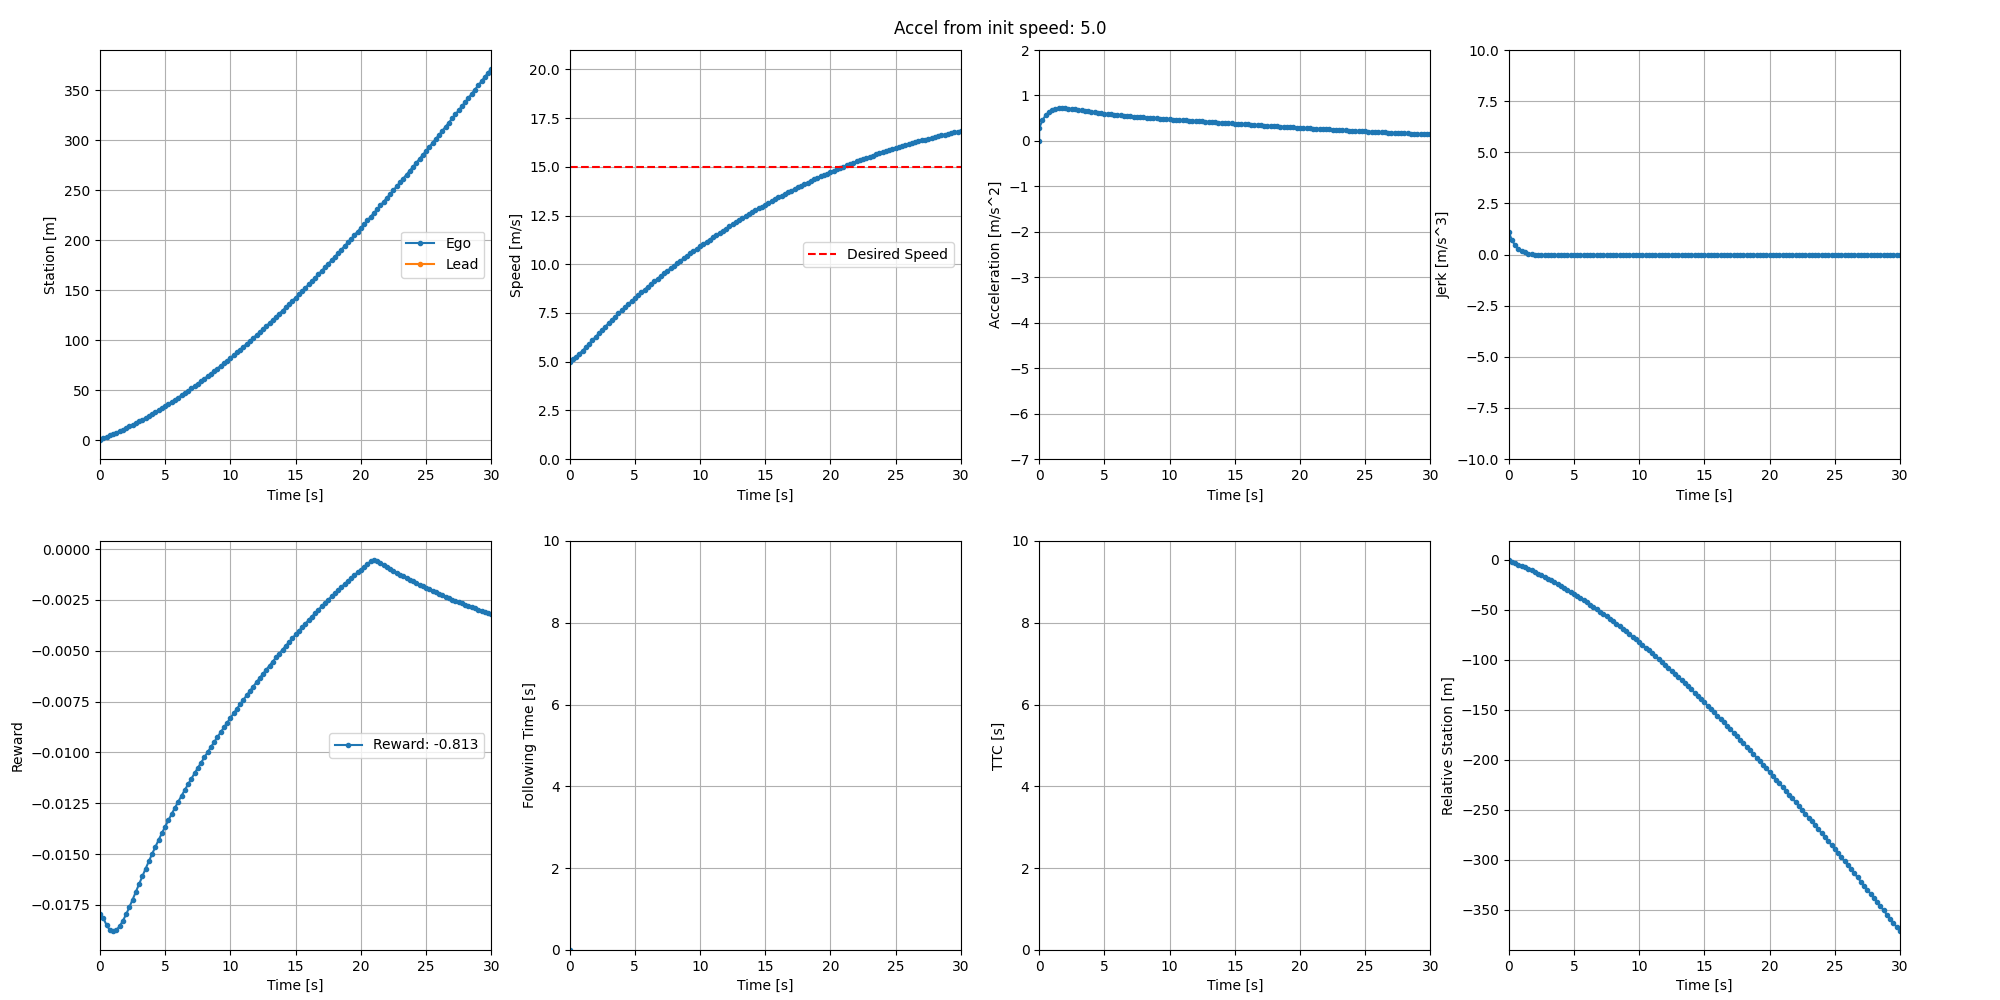 Accel from init speed: 5.0
Station [m]
350
300
250
200
150
100
50
0
Ego
Lead
0 5 10 15 20 25 30
Time [s]
Speed [m/s]
20.0
17.5
15.0
12.5
10.0
7.5
5.0
2.5
0.0
Desired Speed
0 5 10 15 20 25 30
Time [s]
Acceleration [m/s^2]
2
1
0
−1
−2
−3
−4
−5
−6
−7
0 5 10 15 20 25 30
Time [s]
Jerk [m/s^3]
10.0
7.5
5.0
2.5
0.0
−2.5
−5.0
−7.5
−10.0
0 5 10 15 20 25 30
Time [s]
Reward
0.0000
−0.0025
−0.0050
−0.0075
−0.0100
−0.0125
−0.0150
−0.0175
Reward: -0.813
0 5 10 15 20 25 30
Time [s]
Following Time [s]
10
8
6
4
2
0
0 5 10 15 20 25 30
Time [s]
TTC [s]
10
8
6
4
2
0
0 5 10 15 20 25 30
Time [s]
Relative Station [m]
0
−50
−100
−150
−200
−250
−300
−350
0 5 10 15 20 25 30
Time [s]